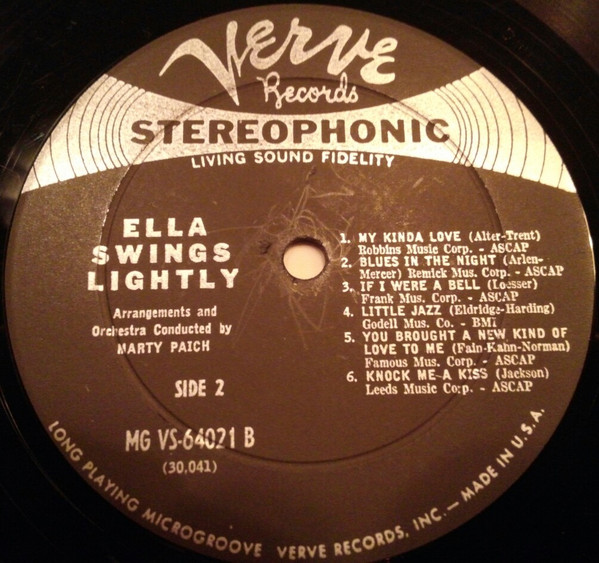 Verve
Records
STEREOPHONIC
LIVING SOUND FIDELITY
ELLA
SWINGS
LIGHTLY
Arrangements and
Orchestra Conducted by
MARTY PAICH
SIDE 2
MG VS-64021 B
(30,041)
1. MY KINDA LOVE (Alter-Trent)
Robbins Music Corp. - ASCAP
2. BLUES IN THE NIGHT (Arlen-
Mercer) Remick Mus. Corp. - ASCAP
3. IF I WERE A BELL (Loesser)
Frank Mus. Corp. - ASCAP
4. LITTLE JAZZ (Eldridge-Harding)
Godell Mus. Co. - BMI
5. YOU BROUGHT A NEW KIND OF
LOVE TO ME (Fain-Kahn-Norman)
Famous Mus. Corp. - ASCAP
6. KNOCK ME A KISS (Jackson)
Leeds Music Corp. - ASCAP
LONG PLAYING MICROGROOVE VERVE RECORDS, INC.— MADE IN U.S.A.